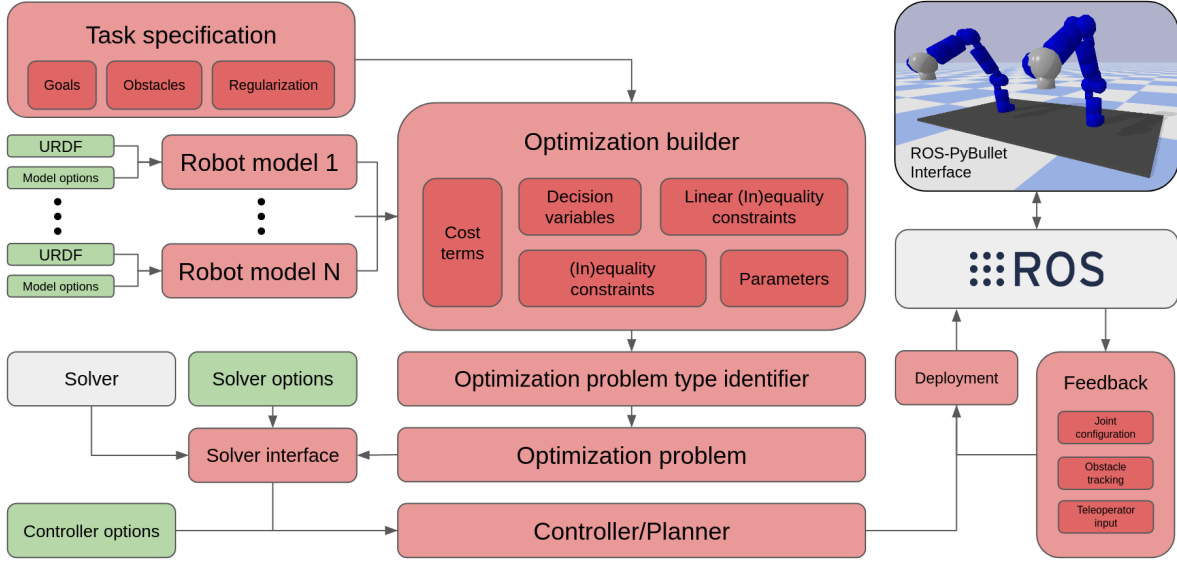 Task specification
Goals
Obstacles
Regularization
URDF
Model options
Robot model 1
URDF
Model options
Robot model N
Optimization builder
Cost
terms
Decision
variables
Linear (In)equality
constraints
(In)equality
constraints
Parameters
Solver
Solver options
Optimization problem type identifier
Solver interface
Optimization problem
Controller options
Controller/Planner
ROS-PyBullet
Interface
ROS
Deployment
Feedback
Joint
configuration
Obstacle
tracking
Teleoperator
input